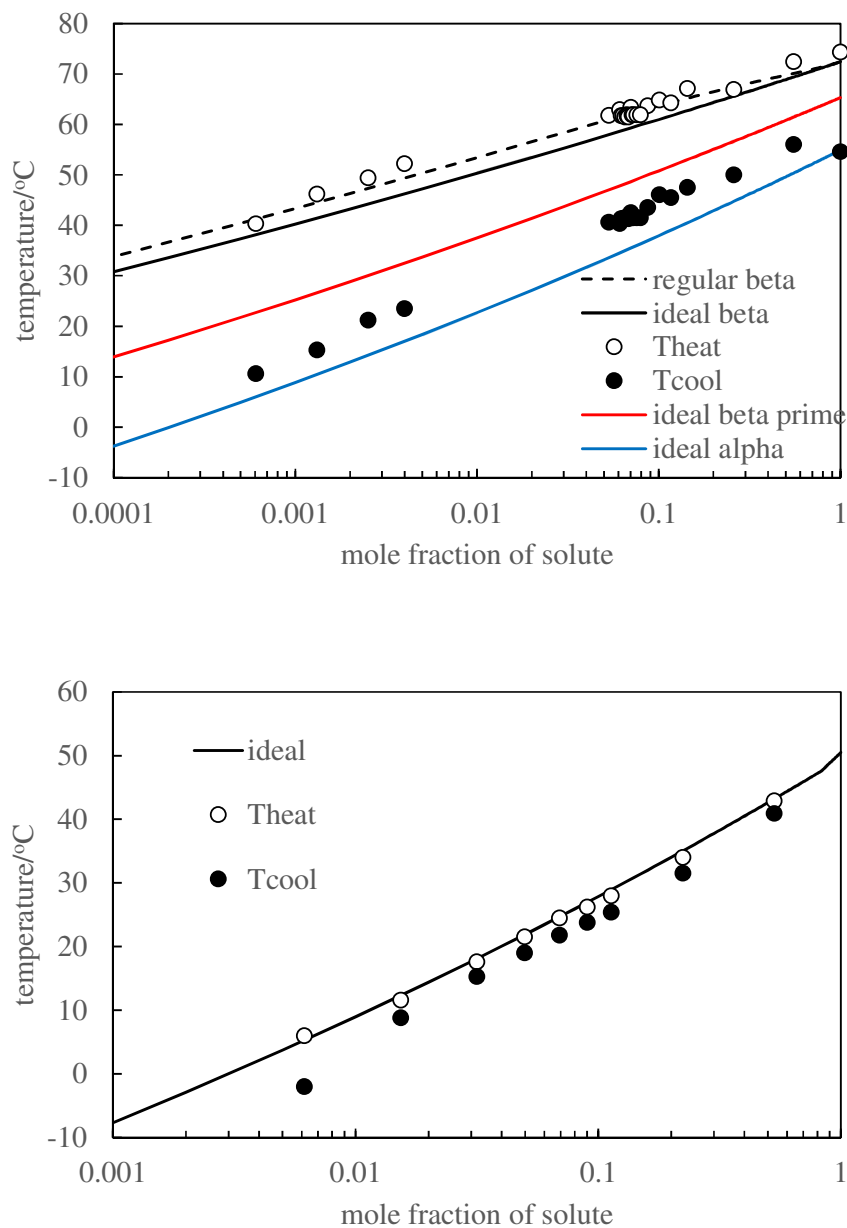 80
70
60
50
40
30
20
10
0
-10
temperature/°C
regular beta
ideal beta
Theat
Tcool
ideal beta prime
ideal alpha
0.0001 0.001 0.01 0.1 1
mole fraction of solute
60
50
40
30
20
10
0
-10
temperature/°C
ideal
Theat
Tcool
0.001 0.01 0.1 1
mole fraction of solute